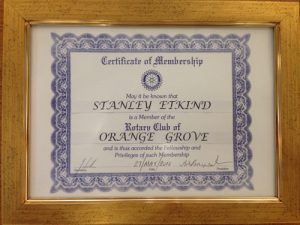 Certificate of Membership
May it be known that
STANLEY ETKIND
is a Member of the
Rotary Club of
ORANGE GROVE
and is thus accorded the Fellowship and
Privileges of such Membership